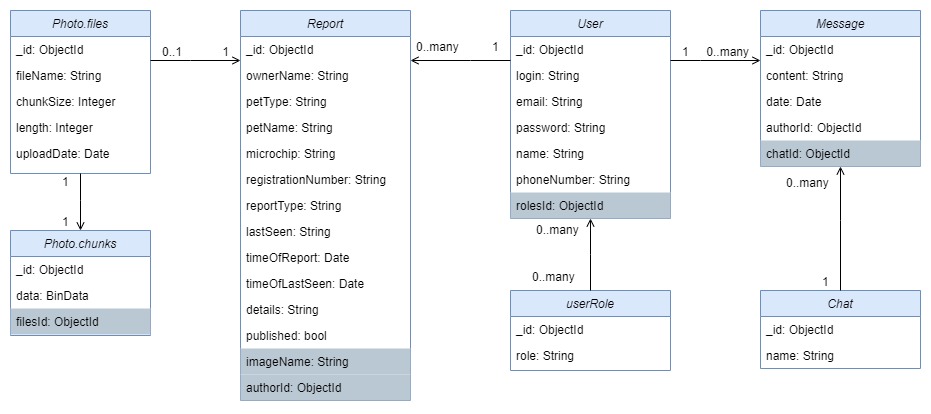 Photo.files
_id: ObjectId
fileName: String
chunkSize: Integer
length: Integer
uploadDate: Date
0..1
1
1
1
Photo.chunks
_id: ObjectId
data: BinData
filesId: ObjectId
Report
_id: ObjectId
ownerName: String
petType: String
petName: String
microchip: String
registrationNumber: String
reportType: String
lastSeen: String
timeOfReport: Date
timeOfLastSeen: Date
details: String
published: bool
imageName: String
authorId: ObjectId
0..many
1
User
_id: ObjectId
login: String
email: String
password: String
name: String
phoneNumber: String
rolesId: ObjectId
0..many
0..many
userRole
_id: ObjectId
role: String
1
0..many
Message
_id: ObjectId
content: String
date: Date
authorId: ObjectId
chatId: ObjectId
0..many
1
Chat
_id: ObjectId
name: String